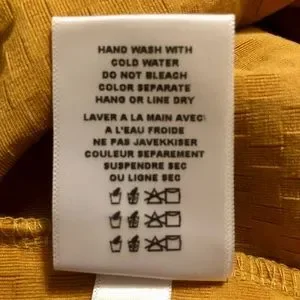 HAND WASH WITH
COLD WATER
DO NOT BLEACH
COLOR SEPARATE
HANG OR LINE DRY
LAVER A LA MAIN AVEC
A L'EAU FROIDE
NE PAS JAVEKKISER
COULEUR SEPAREMENT
SUSPENDRE SEC
OU LIGNE SEC